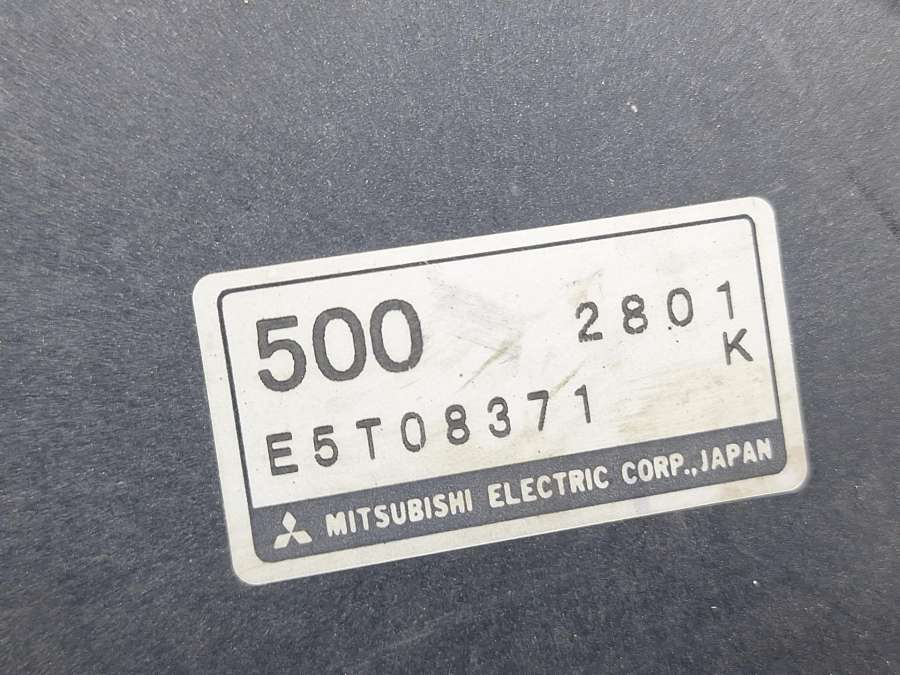 500 2801
K
E5T08371
MITSUBISHI ELECTRIC CORP., JAPAN